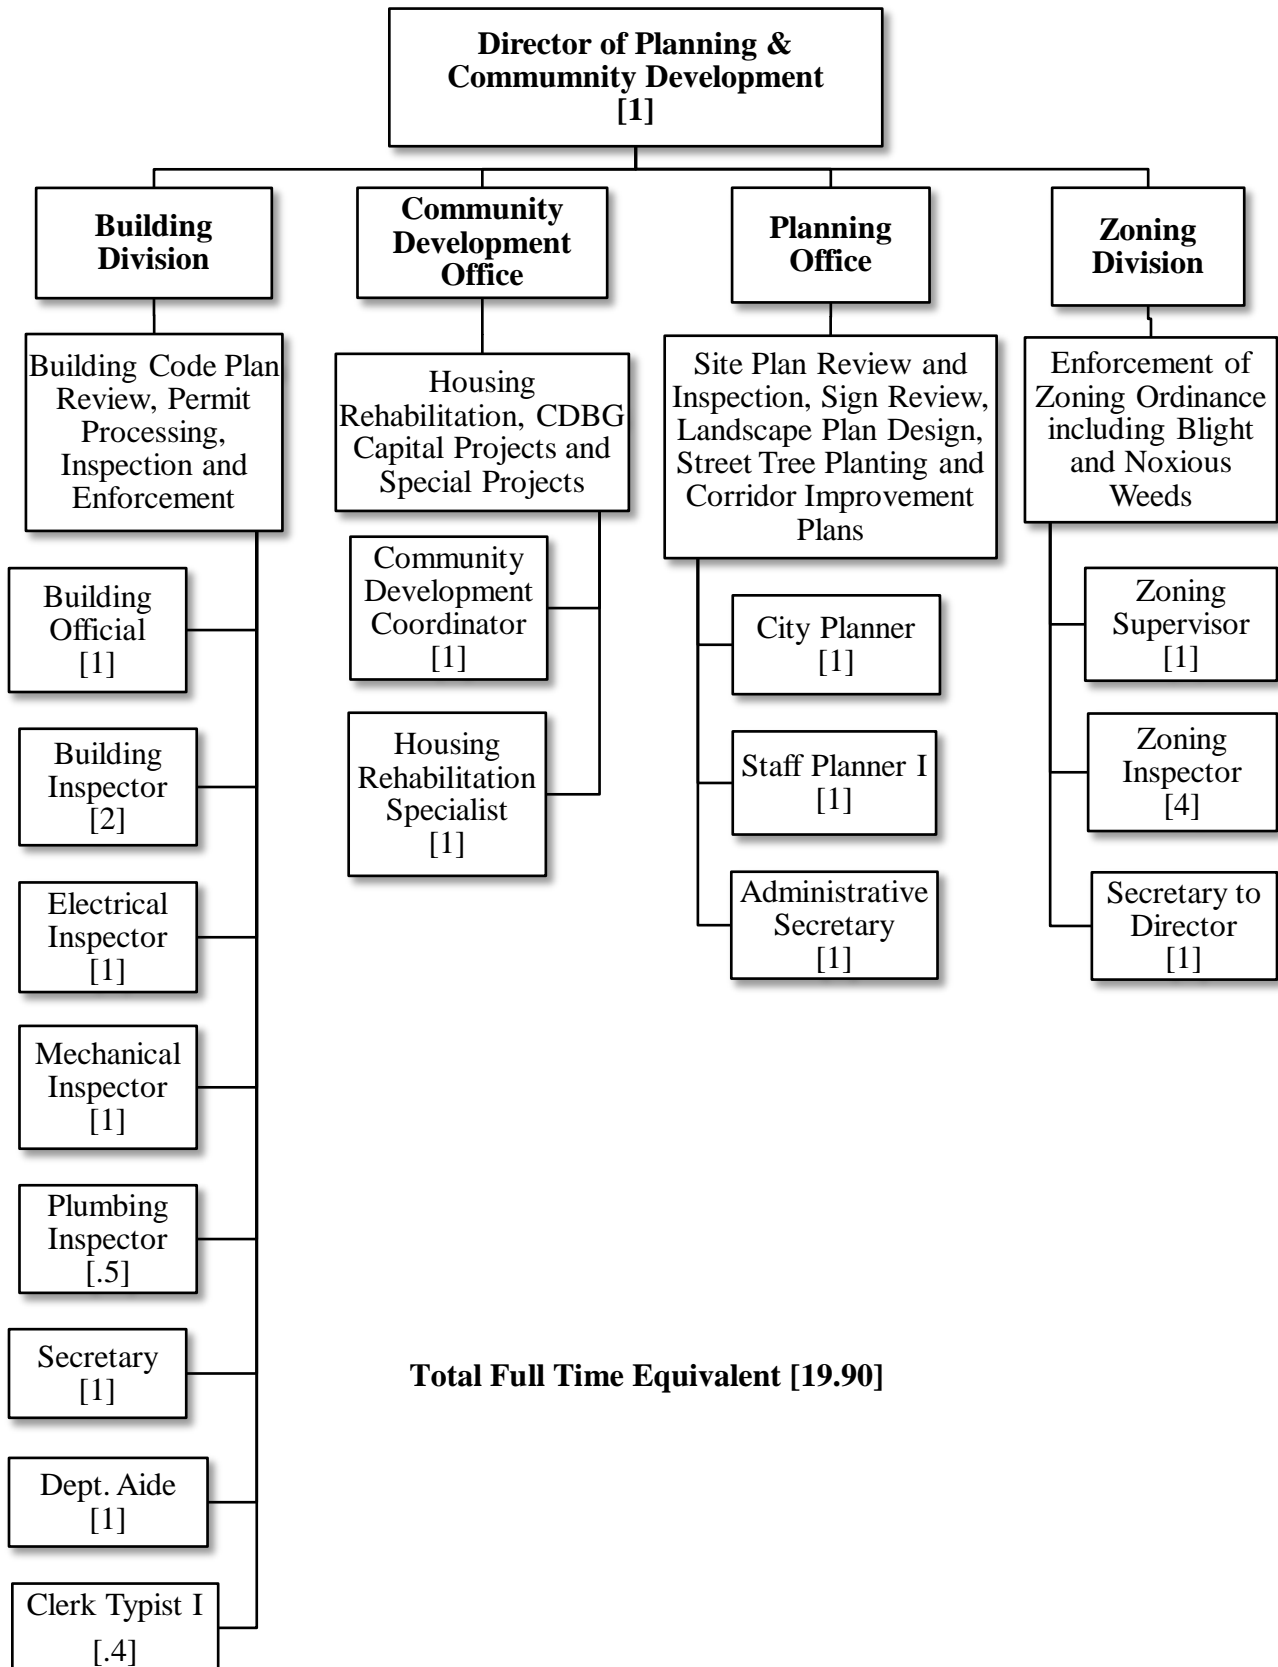 Director of Planning &
Commumnity Development
[1]
Building
Division
Community
Development
Office
Planning
Office
Zoning
Division
Building Code Plan
Review, Permit
Processing,
Inspection and
Enforcement
Housing
Rehabilitation, CDBG
Capital Projects and
Special Projects
Site Plan Review and
Inspection, Sign Review,
Landscape Plan Design,
Street Tree Planting and
Corridor Improvement
Plans
Enforcement of
Zoning Ordinance
including Blight
and Noxious
Weeds
Building
Official
[1]
Building
Inspector
[2]
Electrical
Inspector
[1]
Mechanical
Inspector
[1]
Plumbing
Inspector
[.5]
Secretary
[1]
Dept. Aide
[1]
Clerk Typist I
[.4]
Community
Development
Coordinator
[1]
Housing
Rehabilitation
Specialist
[1]
City Planner
[1]
Staff Planner I
[1]
Administrative
Secretary
[1]
Zoning
Supervisor
[1]
Zoning
Inspector
[4]
Secretary to
Director
[1]
Total Full Time Equivalent [19.90]